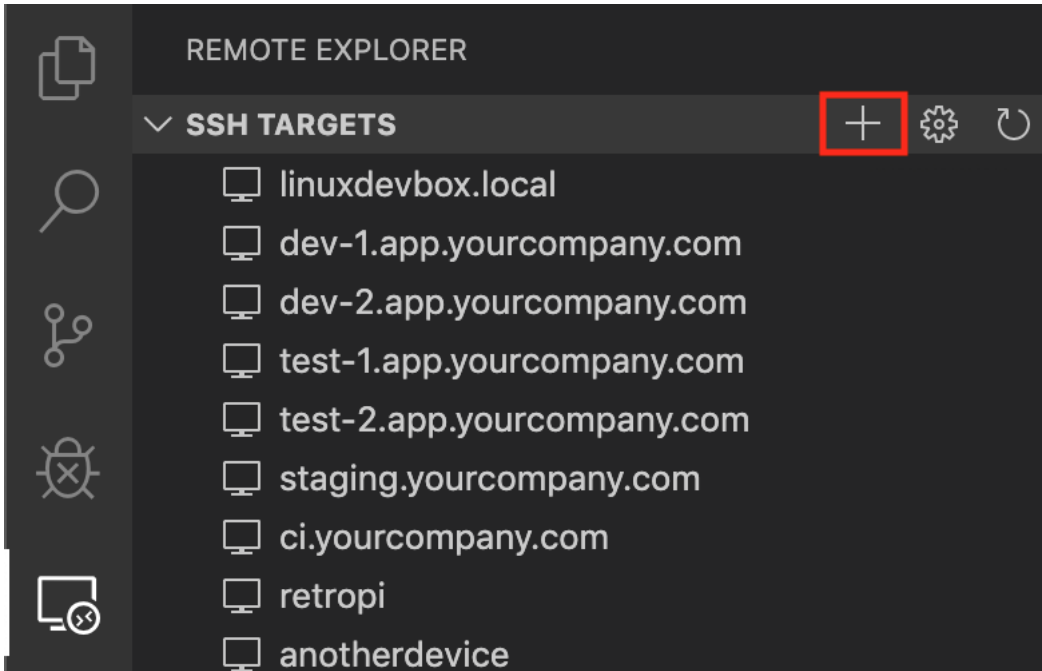 REMOTE EXPLORER
SSH TARGETS
linuxdevbox.local
dev-1.app.yourcompany.com
dev-2.app.yourcompany.com
test-1.app.yourcompany.com
test-2.app.yourcompany.com
staging.yourcompany.com
ci.yourcompany.com
retropi
anotherdevice